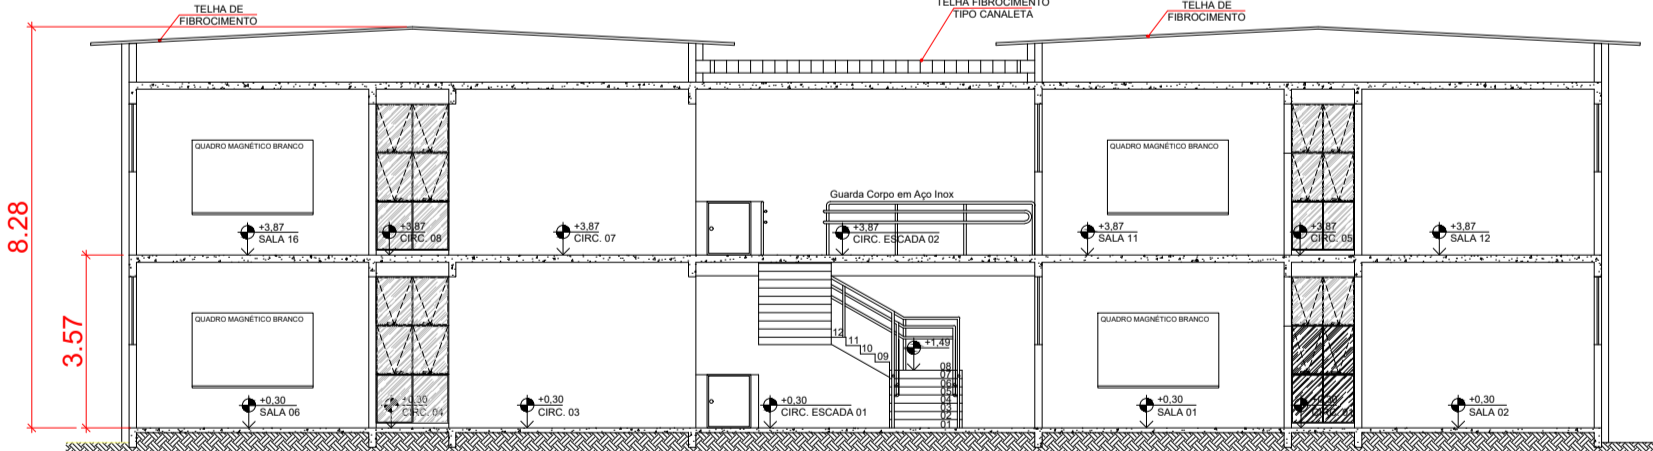 TELHA DE
FIBROCIMENTO
TELHA FIBROCIMENTO
TIPO CANALETA
TELHA DE
FIBROCIMENTO
8.28
3.57
QUADRO MAGNÉTICO BRANCO
QUADRO MAGNÉTICO BRANCO
Guarda Corpo em Aço Inox
+3,87
SALA 16
+3,87
CIRC. 08
+3,87
CIRC. 07
+3,87
CIRC. ESCADA 02
+3,87
SALA 11
+3,87
CIRC. 05
+3,87
SALA 12
QUADRO MAGNÉTICO BRANCO
QUADRO MAGNÉTICO BRANCO
12
11
10
09
+1,49
08
07
06
05
04
03
02
01
+0,30
SALA 06
+0,30
CIRC. 04
+0,30
CIRC. 03
+0,30
CIRC. ESCADA 01
+0,30
SALA 01
+0,30
SALA 02